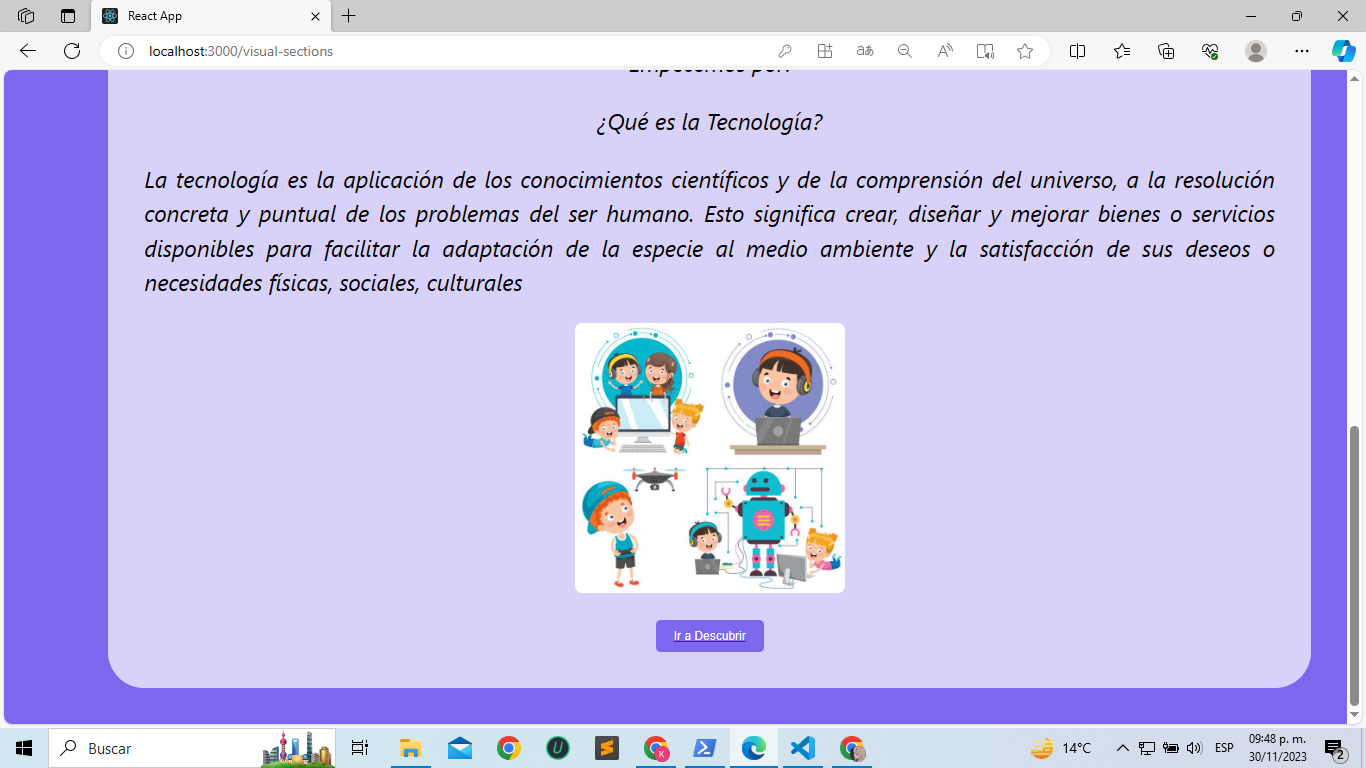 React App
localhost:3000/visual-sections
¿Qué es la Tecnología?
La tecnología es la aplicación de los conocimientos científicos y de la comprensión del universo, a la resolución
concreta y puntual de los problemas del ser humano. Esto significa crear, diseñar y mejorar bienes o servicios
disponibles para facilitar la adaptación de la especie al medio ambiente y la satisfacción de sus deseos o
necesidades físicas, sociales, culturales
Ir a Descubrir
Buscar
14°C
ESP
09:48 p. m.
30/11/2023
2